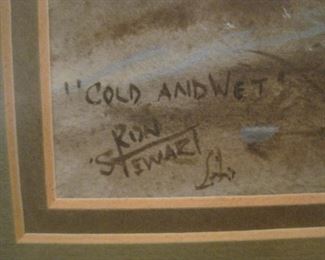 "COLD AND WET"
RON
STEWART